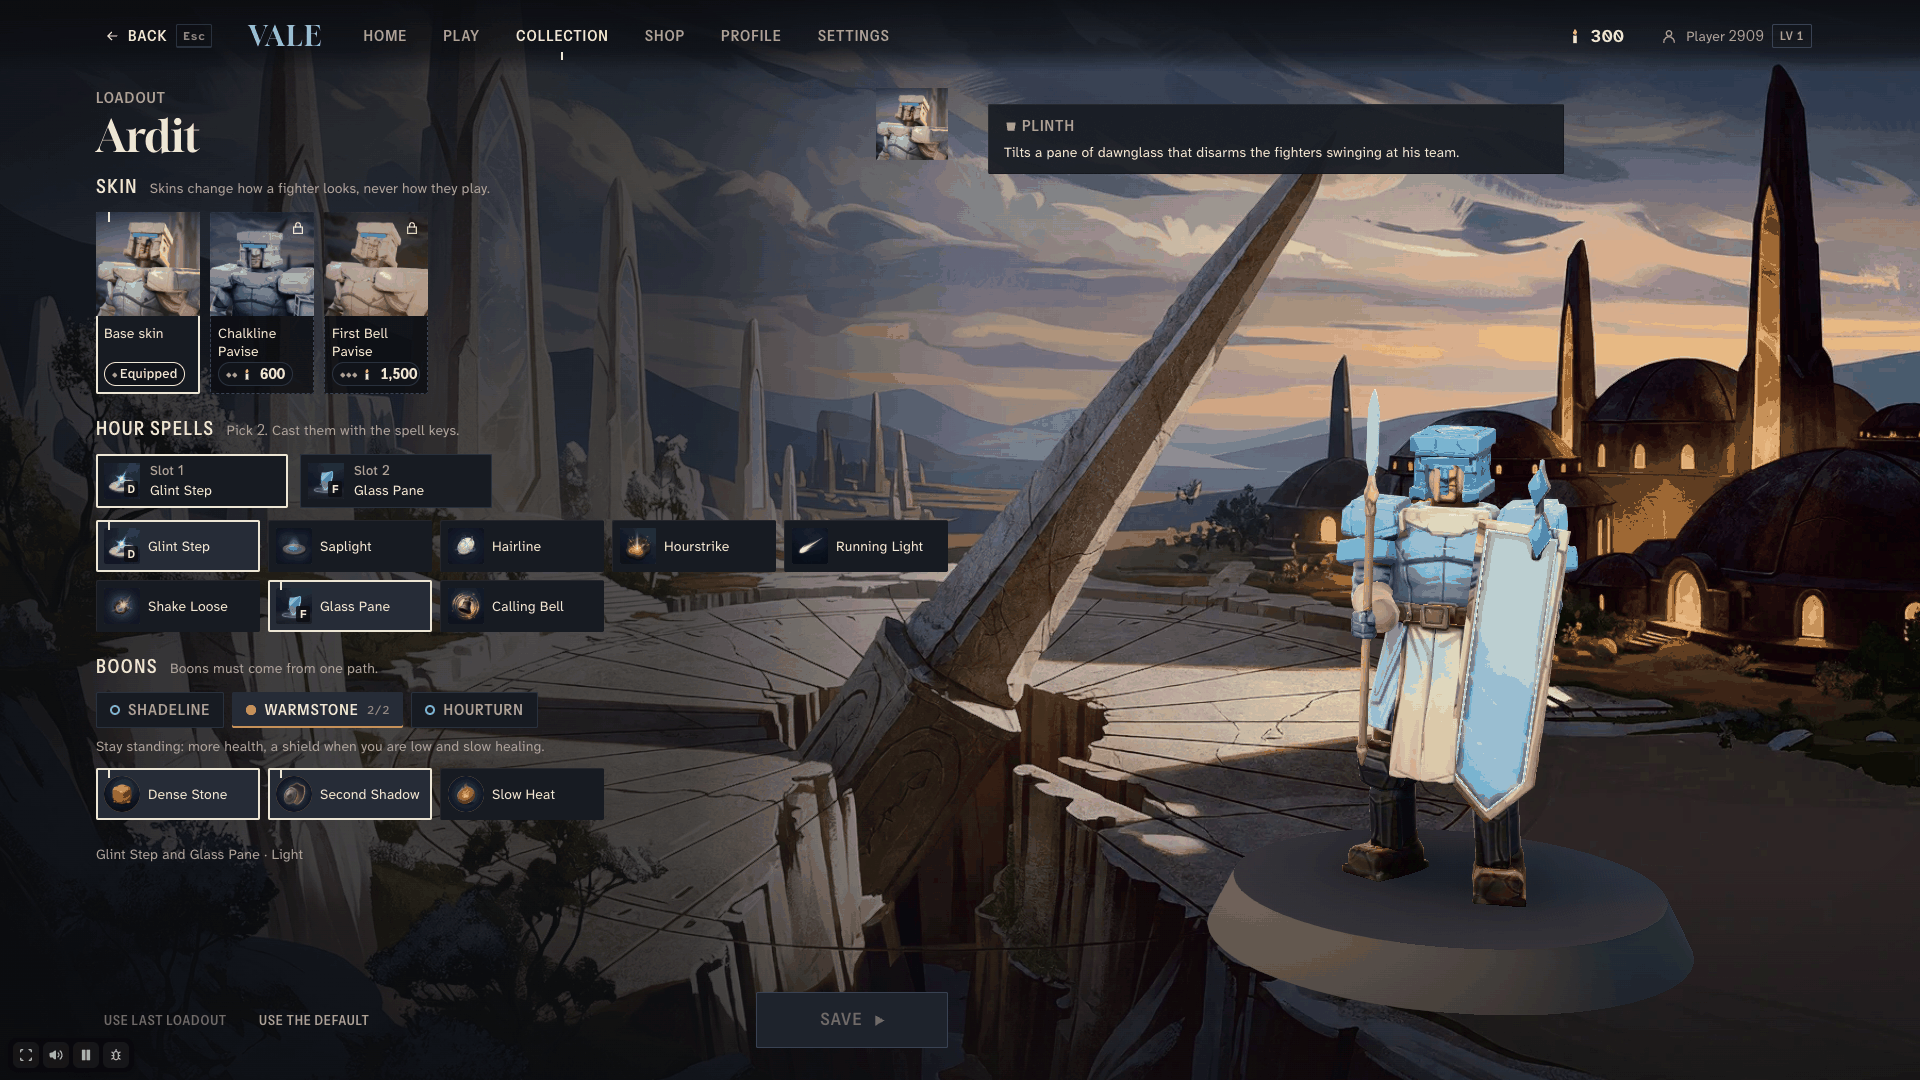 BACK Esc VALE HOME PLAY COLLECTION SHOP PROFILE SETTINGS 300 Player 2909 LV 1
LOADOUT
Ardit
PLINTH
Tilts a pane of dawnglass that disarms the fighters swinging at his team.
SKIN Skins change how a fighter looks, never how they play.
Base skin
Equipped
Chalkline
Pavise
600
First Bell
Pavise
1,500
HOUR SPELLS Pick 2. Cast them with the spell keys.
D Slot 1
Glint Step
F Slot 2
Glass Pane
D Glint Step Saplight Hairline Hourstrike Running Light
Shake Loose F Glass Pane Calling Bell
BOONS Boons must come from one path.
SHADELINE WARMSTONE 2/2 HOURTURN
Stay standing: more health, a shield when you are low and slow healing.
Dense Stone Second Shadow Slow Heat
Glint Step and Glass Pane · Light
USE LAST LOADOUT USE THE DEFAULT SAVE